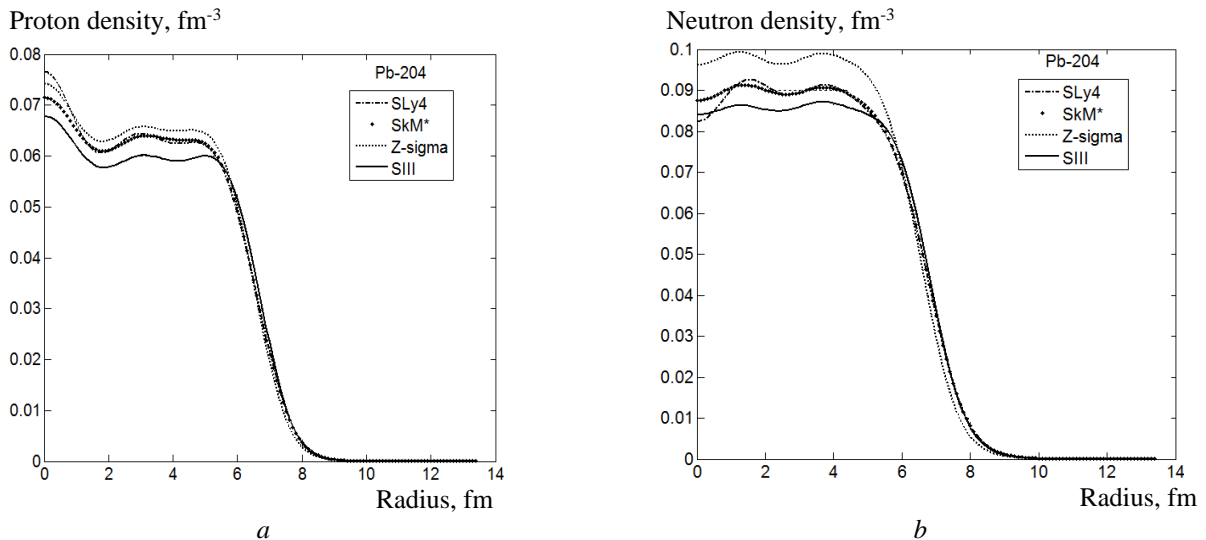 Proton density, fm-3
0.08
0.07
0.06
0.05
0.04
0.03
0.02
0.01
0
0 2 4 6 8 10 12 14
Pb-204
SLy4
SkM*
Z-sigma
SIII
Radius, fm
a
Neutron density, fm-3
0.1
0.09
0.08
0.07
0.06
0.05
0.04
0.03
0.02
0.01
0
0 2 4 6 8 10 12 14
Pb-204
SLy4
SkM*
Z-sigma
SIII
Radius, fm
b